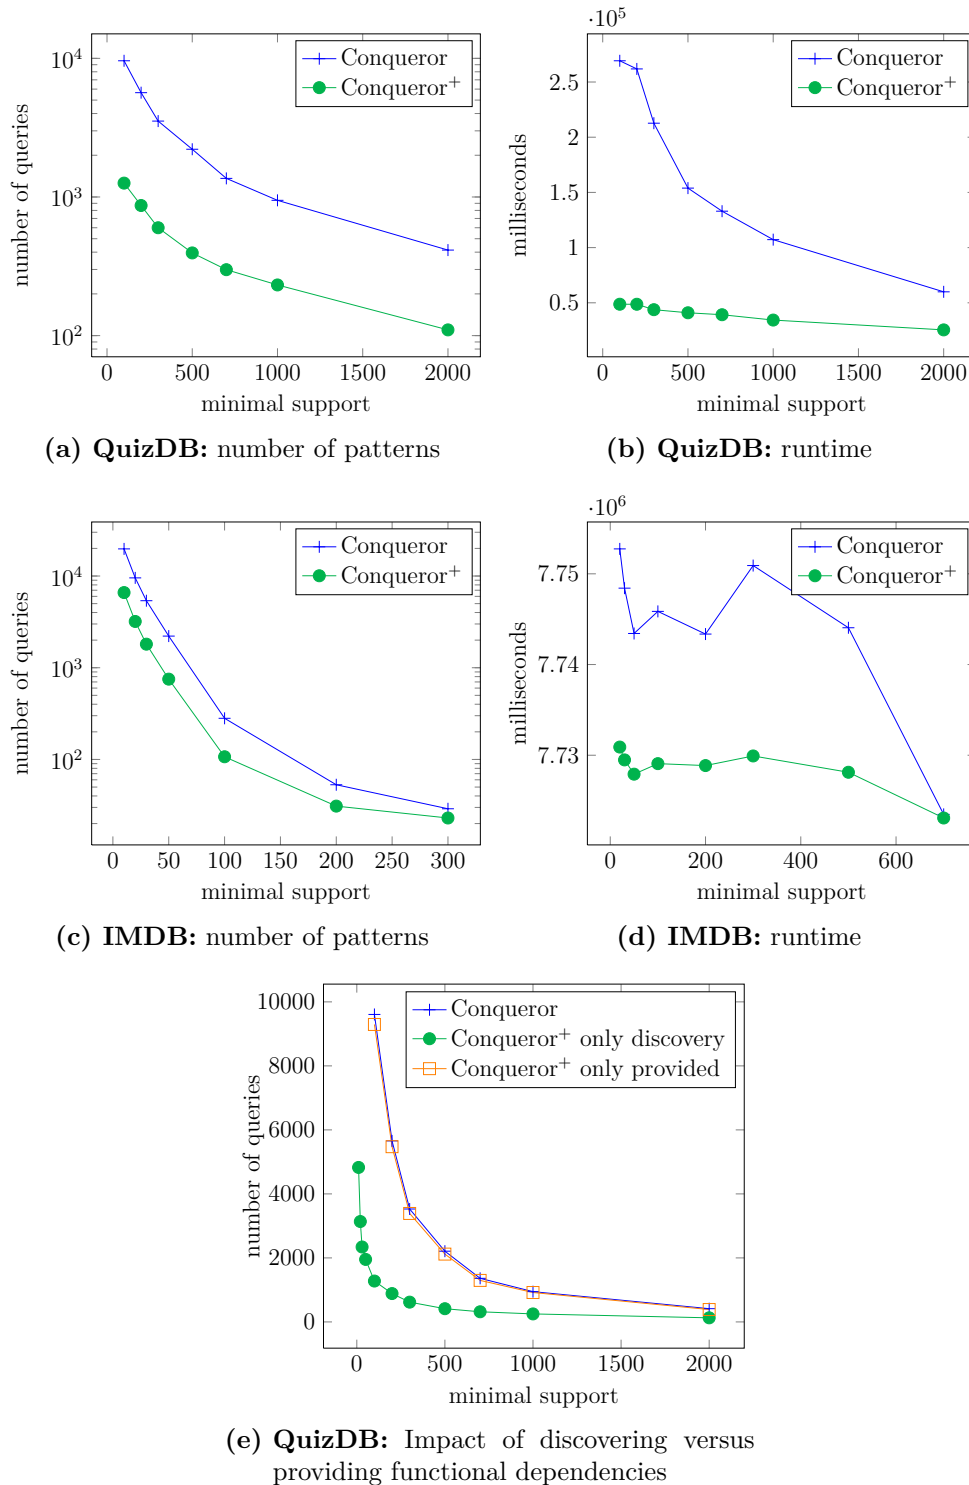 10^4
10^3
10^2
number of queries
Conqueror
Conqueror^+
0 500 1000 1500 2000
minimal support
(a) QuizDB: number of patterns
·10^5
2.5
2
1.5
1
0.5
milliseconds
Conqueror
Conqueror^+
0 500 1000 1500 2000
minimal support
(b) QuizDB: runtime
10^4
10^3
10^2
number of queries
Conqueror
Conqueror^+
0 50 100 150 200 250 300
minimal support
(c) IMDB: number of patterns
·10^6
7.75
7.74
7.73
milliseconds
Conqueror
Conqueror^+
0 200 400 600
minimal support
(d) IMDB: runtime
10000
8000
6000
4000
2000
0
number of queries
Conqueror
Conqueror^+ only discovery
Conqueror^+ only provided
0 500 1000 1500 2000
minimal support
(e) QuizDB: Impact of discovering versus
providing functional dependencies